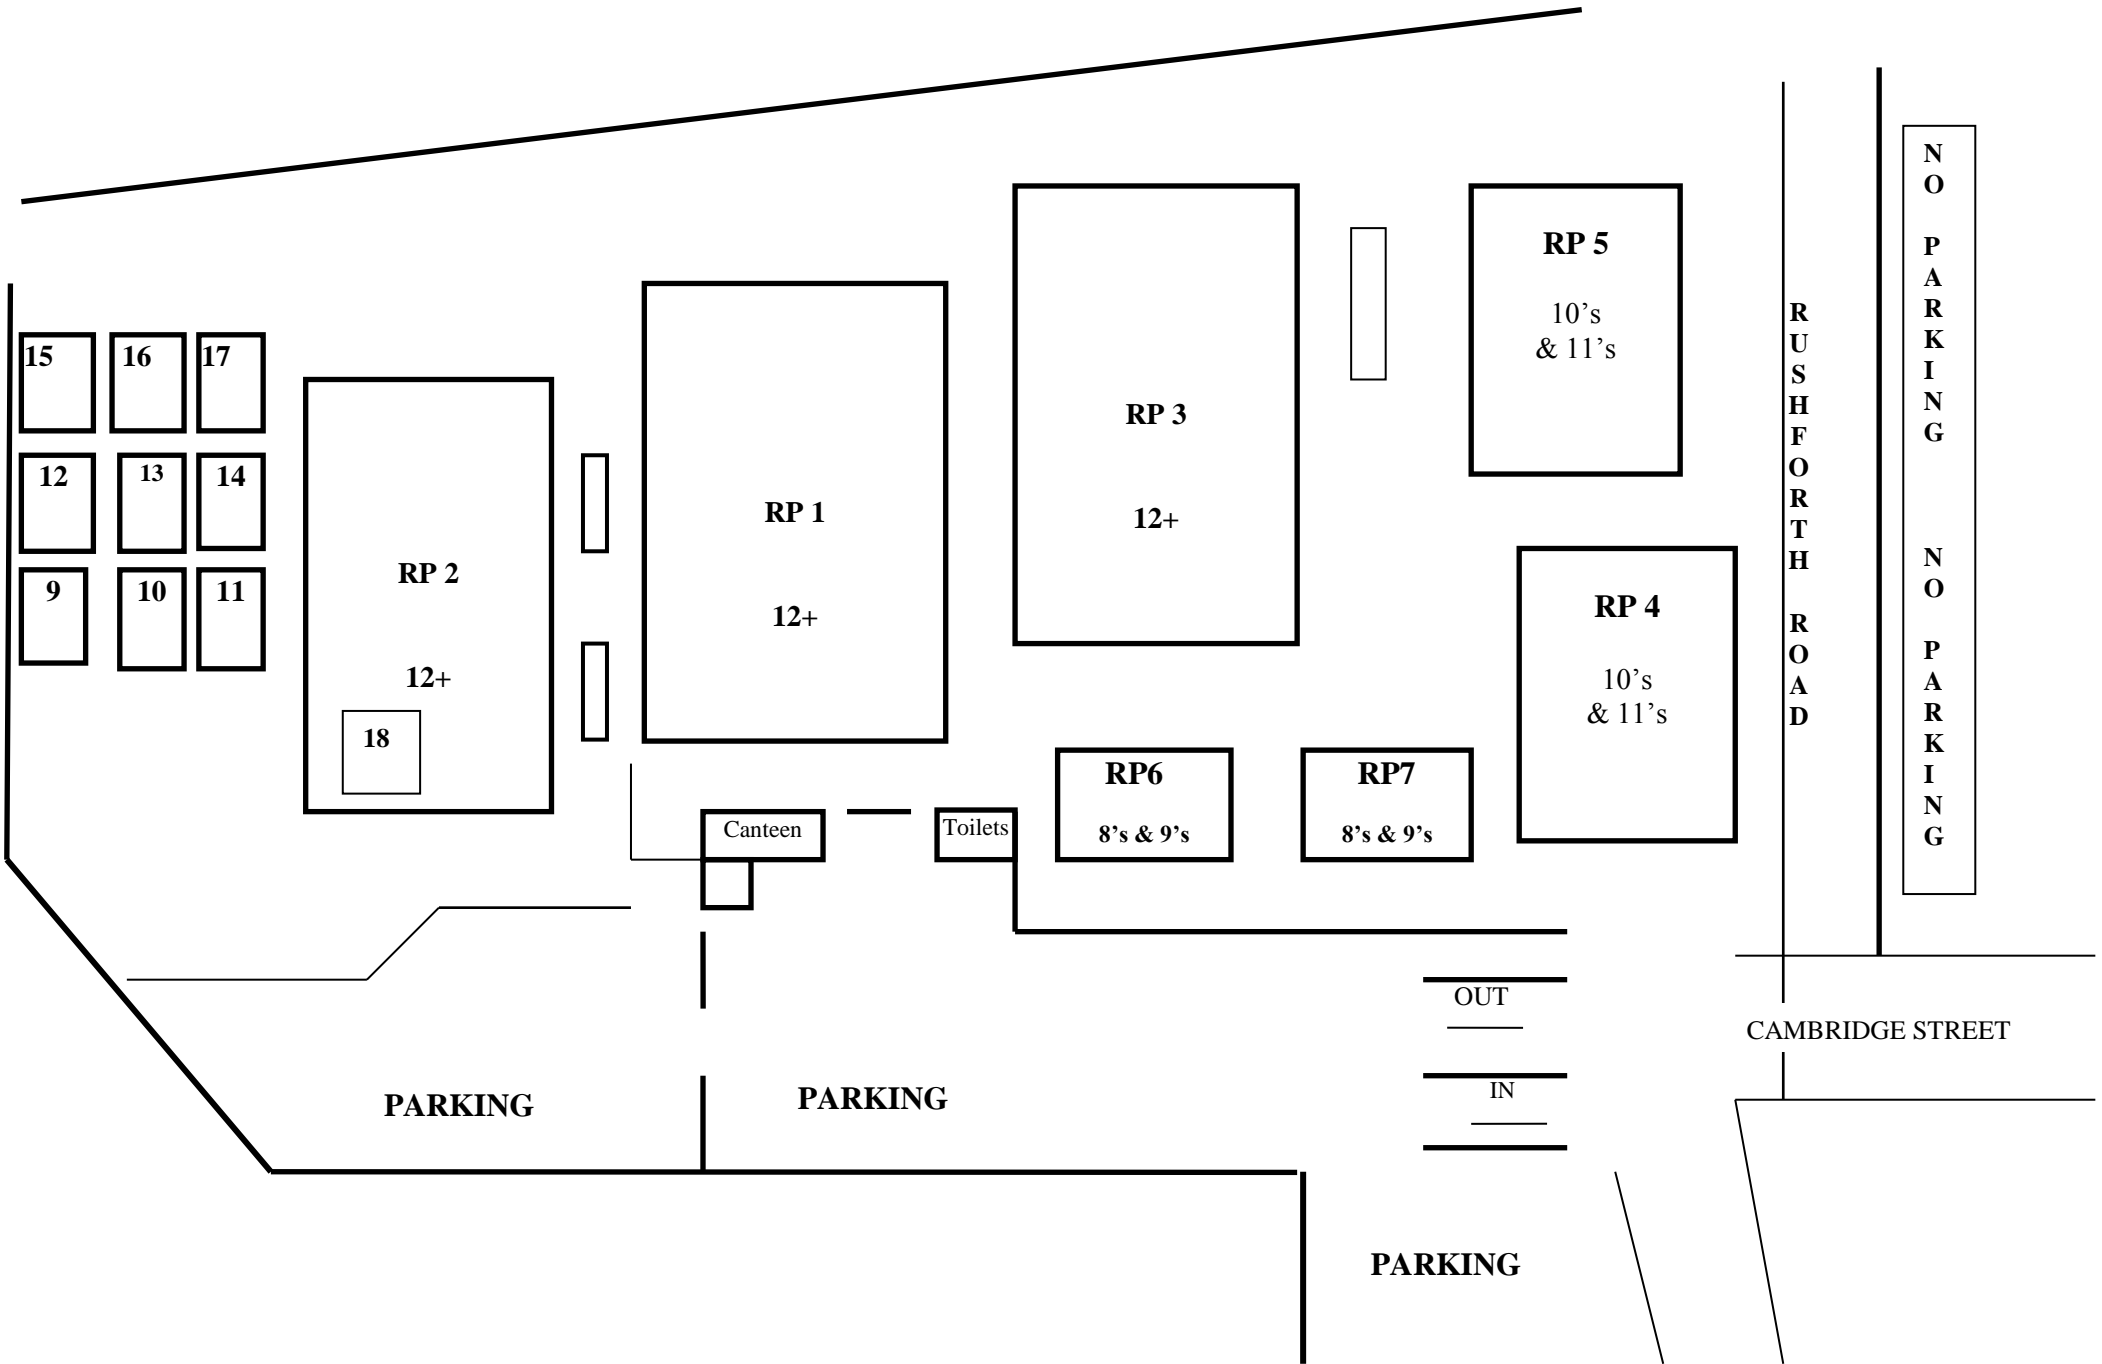 15
16
17
12
13
14
9
10
11
RP 2
12+
18
RP 1
12+
RP 3
12+
RP 5
10’s
& 11’s
RP 4
10’s
& 11’s
RP6
8’s & 9’s
RP7
8’s & 9’s
Canteen
Toilets
RUSHFORTH ROAD
NO PARKING
NO PARKING
OUT
IN
CAMBRIDGE STREET
PARKING
PARKING
PARKING